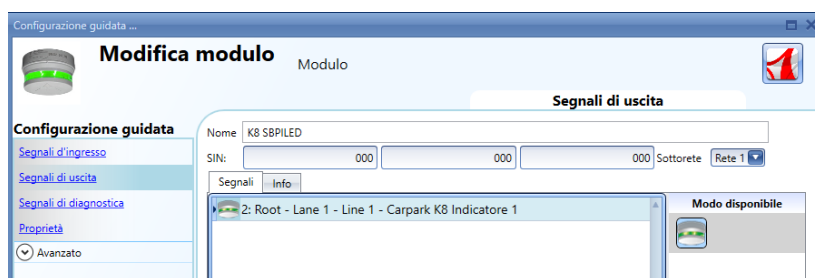 Configurazione guidata ...
Modifica modulo
Modulo
Segnali di uscita
Configurazione guidata
Nome K8 SBPILED
Segnali d'ingresso
SIN: 000 000 000 Sottorete Rete 1
Segnali di uscita
Segnali Info
Segnali di diagnostica
2: Root - Lane 1 - Line 1 - Carpark K8 Indicatore 1
Modo disponibile
Proprietà
Avanzato